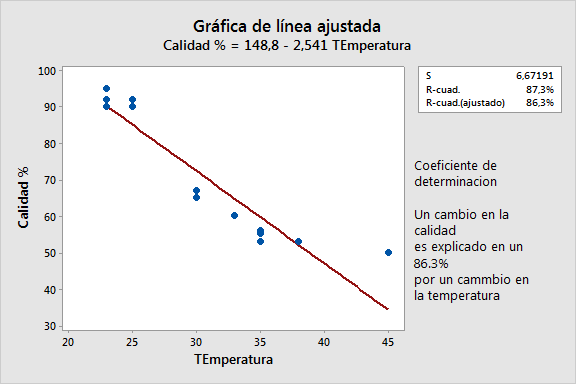 Gráfica de línea ajustada
Calidad % = 148,8 - 2,541 TEmperatura
S 6,67191
R-cuad. 87,3%
R-cuad.(ajustado) 86,3%
Coeficiente de
determinacion
Un cambio en la
calidad
es explicado en un
86.3%
por un cammbio en
la temperatura
Calidad %
100
90
80
70
60
50
40
30
20 25 30 35 40 45
TEmperatura